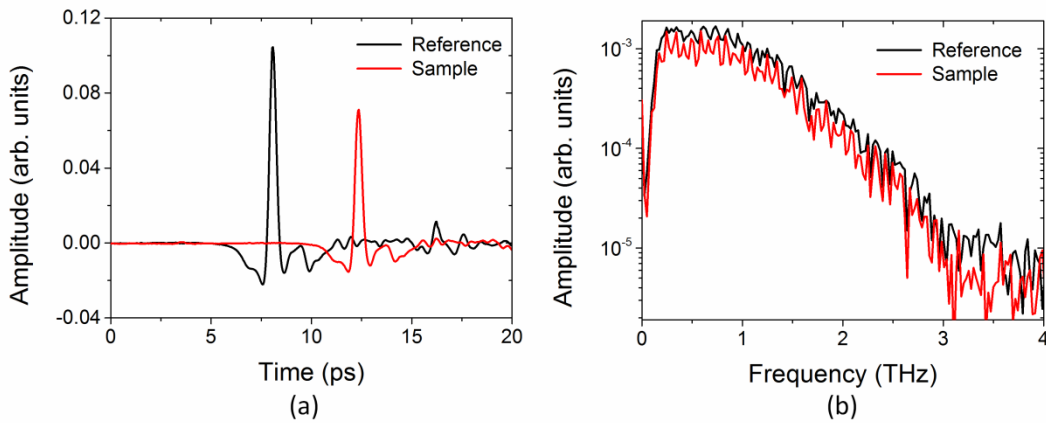 0.12
0.08
0.04
0.00
-0.04
Amplitude (arb. units)
Reference
Sample
0
5
10
15
20
Time (ps)
(a)
10-3
10-4
10-5
Amplitude (arb. units)
Reference
Sample
0
1
2
3
4
Frequency (THz)
(b)